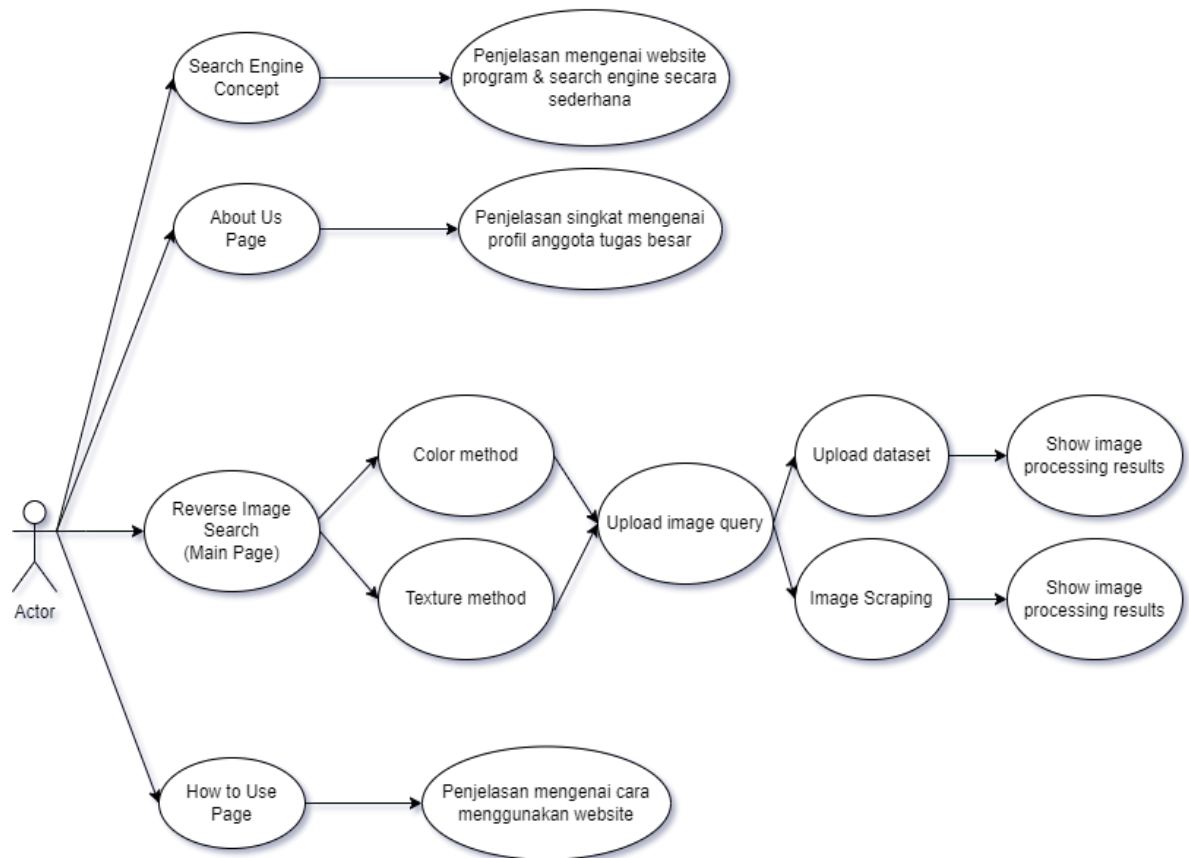 Search Engine
Concept
Penjelasan mengenai website
program & search engine secara
sederhana
About Us
Page
Penjelasan singkat mengenai
profil anggota tugas besar
Actor
Reverse Image
Search
(Main Page)
Color method
Texture method
Upload image query
Upload dataset
Show image
processing results
Image Scraping
Show image
processing results
How to Use
Page
Penjelasan mengenai cara
menggunakan website